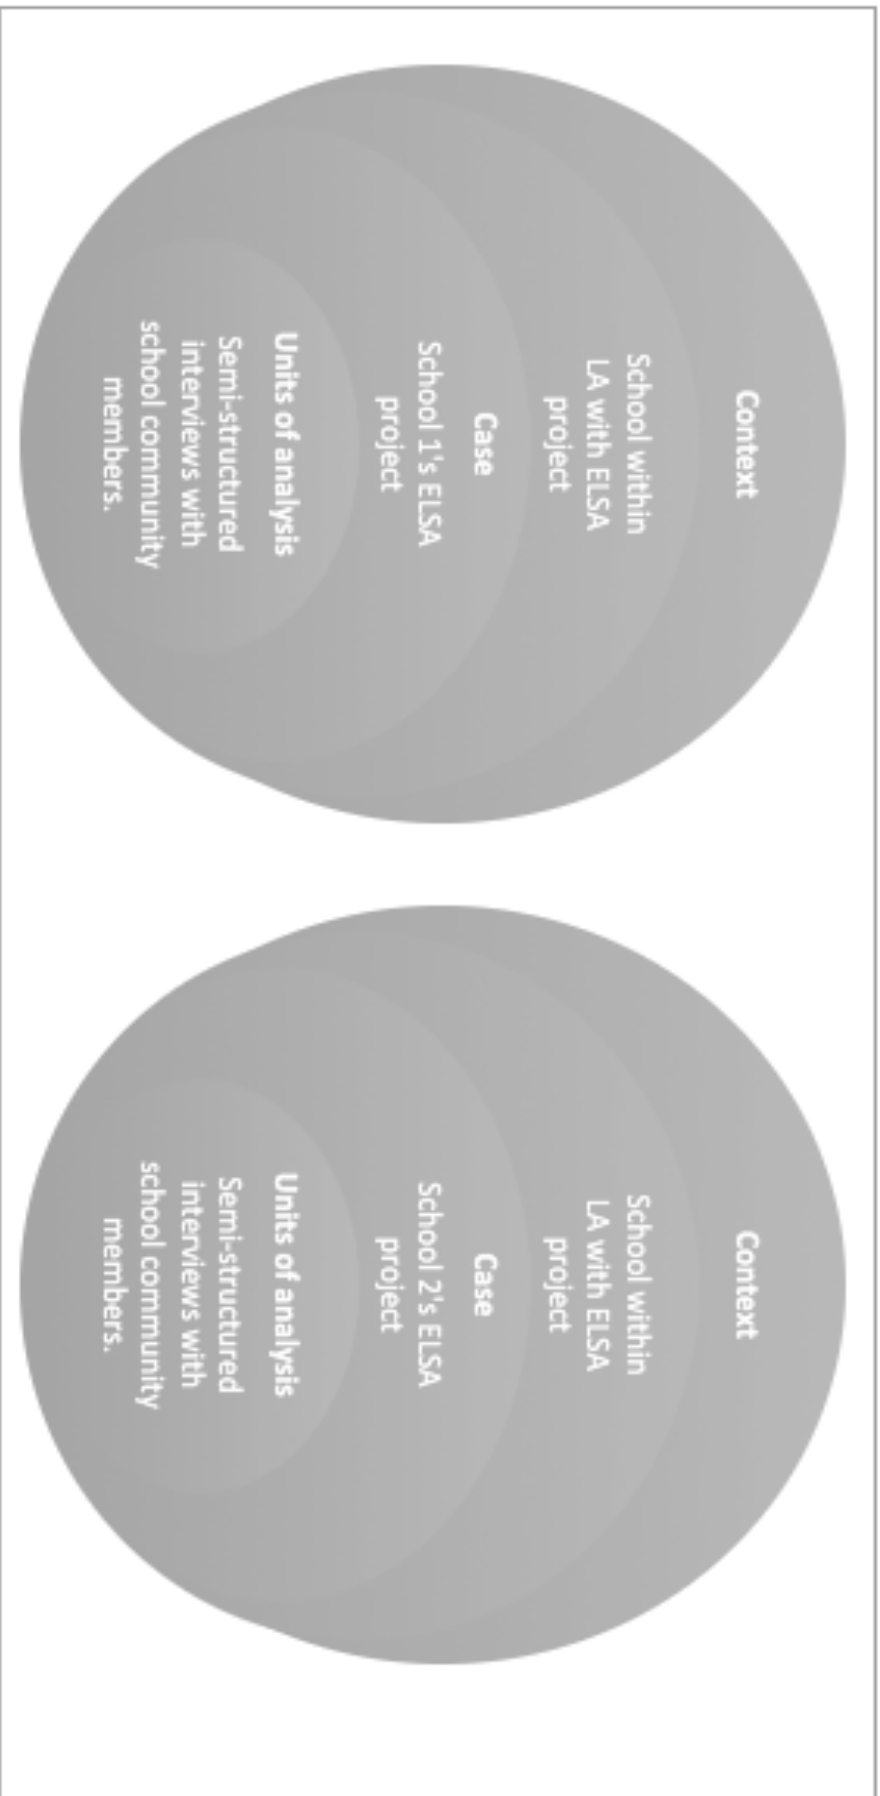 Context
School within
LA with ELSA
project
Case
School 1's ELSA
project
Units of analysis
Semi-structured
interviews with
school community
members.
Context
School within
LA with ELSA
project
Case
School 2's ELSA
project
Units of analysis
Semi-structured
interviews with
school community
members.